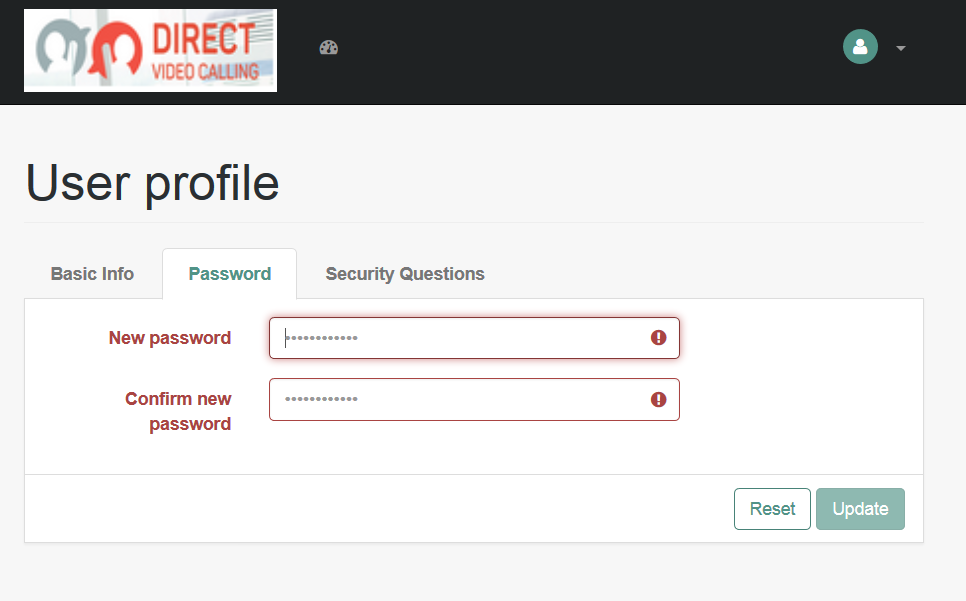 DIRECT
VIDEO CALLING
User profile
Basic Info
Password
Security Questions
New password
••••••••••••
Confirm new
password
••••••••••••
Reset
Update